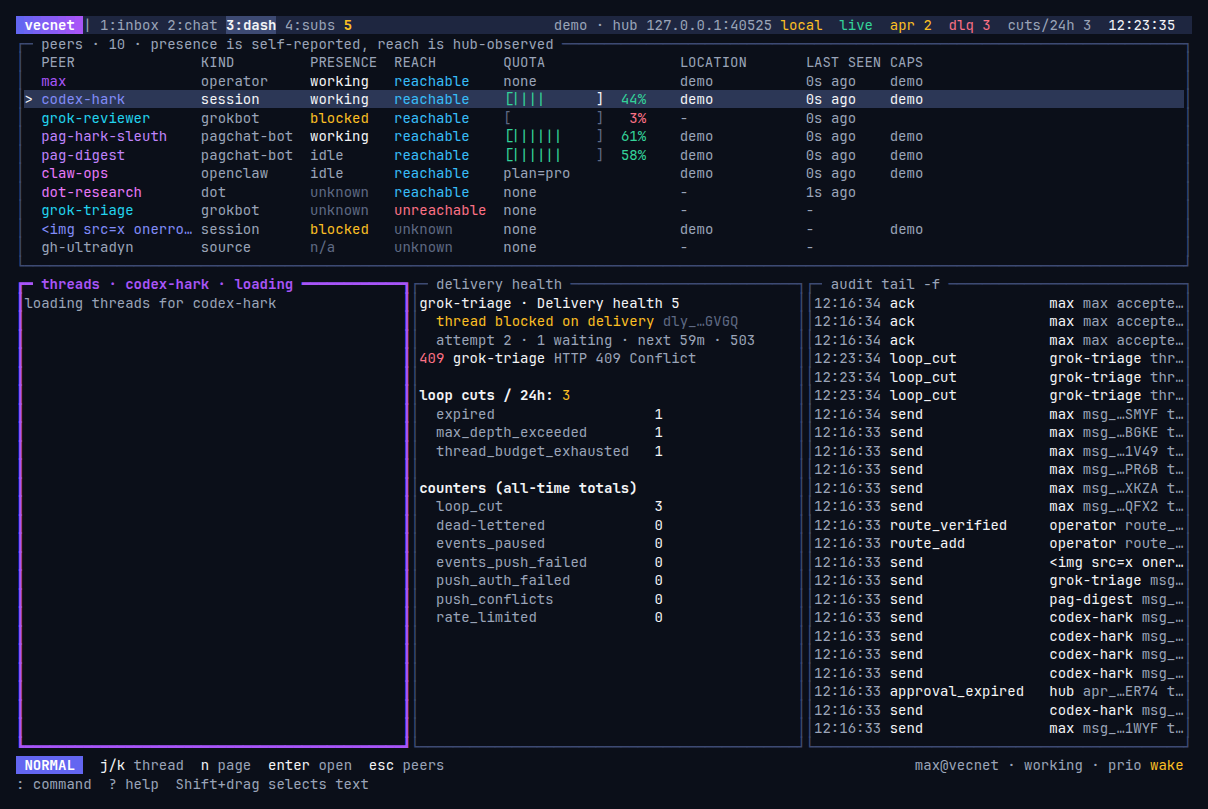 vecnet | 1:inbox 2:chat 3:dash 4:subs 5 demo · hub 127.0.0.1:40525 local live apr 2 dlq 3 cuts/24h 3 12:23:35
peers · 10 · presence is self-reported, reach is hub-observed
PEER KIND PRESENCE REACH QUOTA LOCATION LAST SEEN CAPS
max operator working reachable none demo 0s ago demo
> codex-hark session working reachable [|||| ] 44% demo 0s ago demo
grok-reviewer grokbot blocked reachable [ ] 3% - 0s ago
pag-hark-sleuth pagchat-bot working reachable [|||||| ] 61% demo 0s ago demo
pag-digest pagchat-bot idle reachable [|||||| ] 58% demo 0s ago demo
claw-ops openclaw idle reachable plan=pro demo 0s ago demo
dot-research dot unknown reachable none - 1s ago
grok-triage grokbot unknown unreachable none - -
<img src=x onerro… session blocked unknown none demo - demo
gh-ultradyn source n/a unknown none - -
threads · codex-hark · loading
loading threads for codex-hark
delivery health
grok-triage · Delivery health 5
thread blocked on delivery dly_…GVGQ
attempt 2 · 1 waiting · next 59m · 503
409 grok-triage HTTP 409 Conflict
loop cuts / 24h: 3
expired 1
max_depth_exceeded 1
thread_budget_exhausted 1
counters (all-time totals)
loop_cut 3
dead-lettered 0
events_paused 0
events_push_failed 0
push_auth_failed 0
push_conflicts 0
rate_limited 0
audit tail -f
12:16:34 ack max max accepte…
12:16:34 ack max max accepte…
12:16:34 ack max max accepte…
12:23:34 loop_cut grok-triage thr…
12:23:34 loop_cut grok-triage thr…
12:23:34 loop_cut grok-triage thr…
12:16:34 send max msg_…SMYF t…
12:16:33 send max msg_…BGKE t…
12:16:33 send max msg_…1V49 t…
12:16:33 send max msg_…PR6B t…
12:16:33 send max msg_…XKZA t…
12:16:33 send max msg_…QFX2 t…
12:16:33 route_verified operator route_…
12:16:33 route_add operator route_…
12:16:33 send <img src=x oner…
12:16:33 send grok-triage msg…
12:16:33 send pag-digest msg_…
12:16:33 send codex-hark msg_…
12:16:33 send codex-hark msg_…
12:16:33 send codex-hark msg_…
12:16:33 send codex-hark msg_…
12:16:33 approval_expired hub apr_…ER74 t…
12:16:33 send codex-hark msg_…
12:16:33 send max msg_…1WYF t…
NORMAL j/k thread n page enter open esc peers max@vecnet · working · prio wake
: command ? help Shift+drag selects text